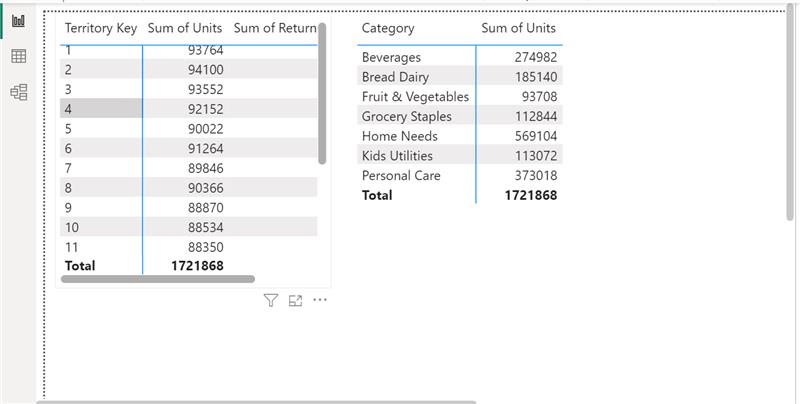 Territory Key Sum of Units Sum of Return
1 93764
2 94100
3 93552
4 92152
5 90022
6 91264
7 89846
8 90366
9 88870
10 88534
11 88350
Total 1721868
Category Sum of Units
Beverages 274982
Bread Dairy 185140
Fruit & Vegetables 93708
Grocery Staples 112844
Home Needs 569104
Kids Utilities 113072
Personal Care 373018
Total 1721868